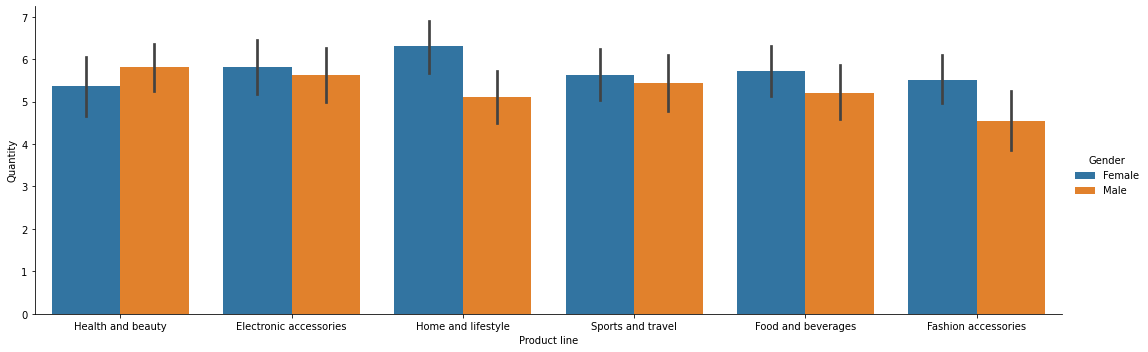 7
6
5
4
3
2
1
0
Quantity
Health and beauty
Electronic accessories
Home and lifestyle
Sports and travel
Food and beverages
Fashion accessories
Product line
Gender
Female
Male